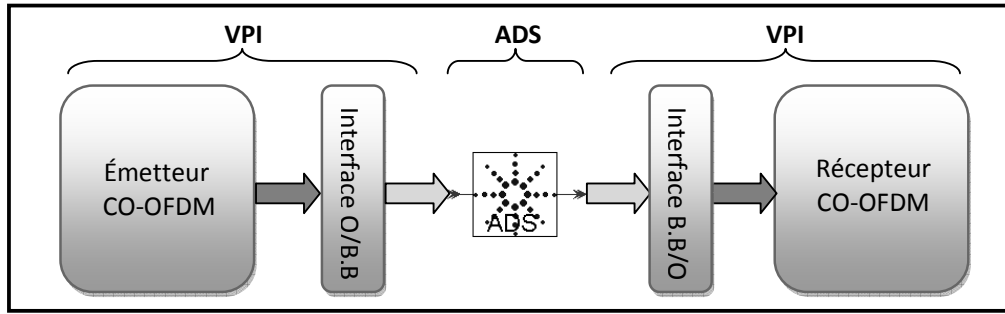 VPI
ADS
VPI
Émetteur
CO-OFDM
Interface O/B.B
ADS
Interface B.B/O
Récepteur
CO-OFDM